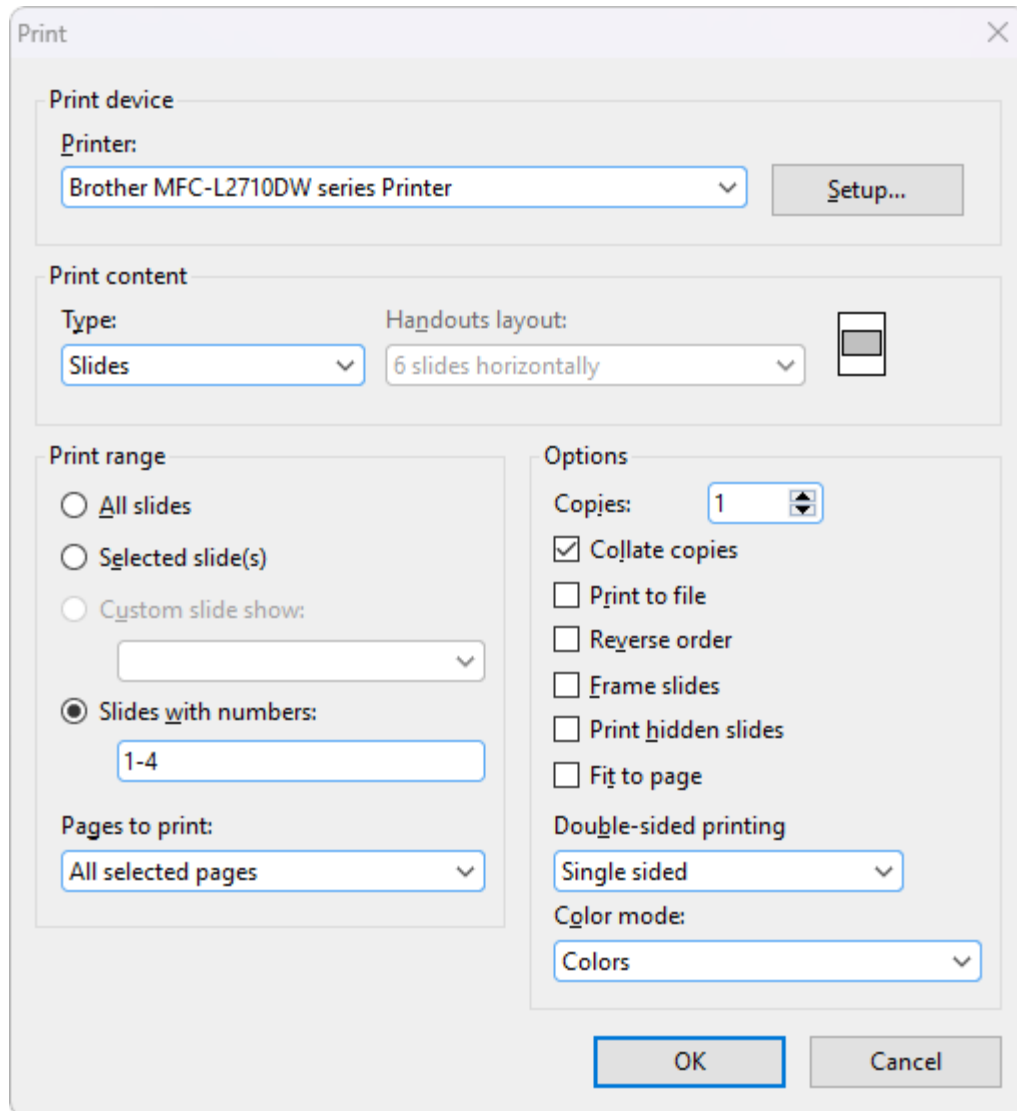 Print
Print device
Printer:
Brother MFC-L2710DW series Printer
Setup...
Print content
Type:
Handouts layout:
Slides
6 slides horizontally
Print range
All slides
Selected slide(s)
Custom slide show:
Slides with numbers:
1-4
Pages to print:
All selected pages
Options
Copies:
1
Collate copies
Print to file
Reverse order
Frame slides
Print hidden slides
Fit to page
Double-sided printing
Single sided
Color mode:
Colors
OK
Cancel